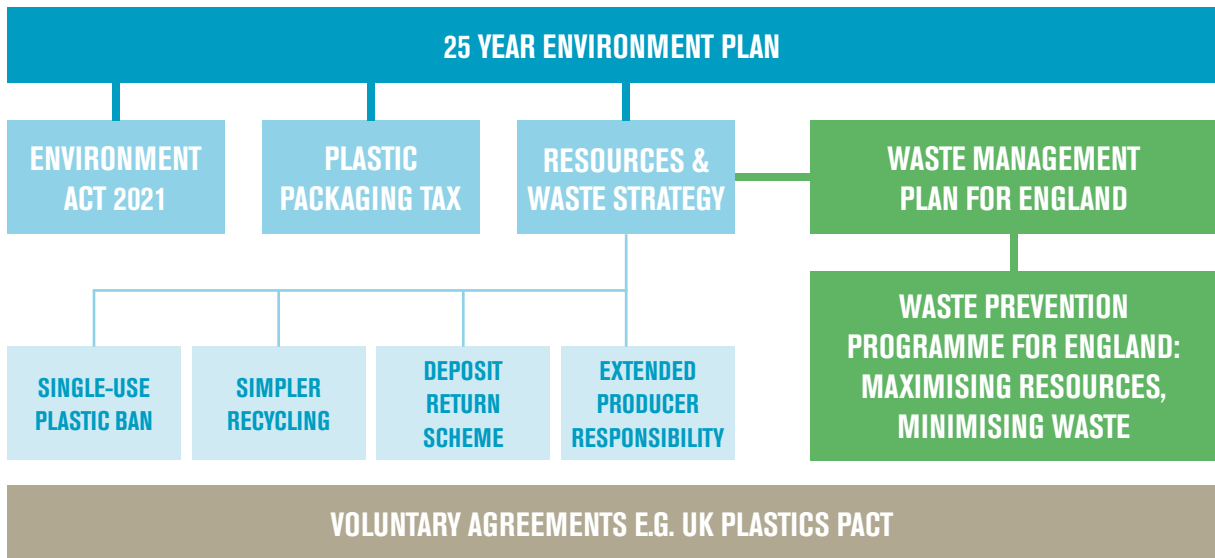 25 YEAR ENVIRONMENT PLAN
ENVIRONMENT
ACT 2021
PLASTIC
PACKAGING TAX
RESOURCES &
WASTE STRATEGY
WASTE MANAGEMENT
PLAN FOR ENGLAND
SINGLE-USE
PLASTIC BAN
SIMPLER
RECYCLING
DEPOSIT
RETURN
SCHEME
EXTENDED
PRODUCER
RESPONSIBILITY
WASTE PREVENTION
PROGRAMME FOR ENGLAND:
MAXIMISING RESOURCES,
MINIMISING WASTE
VOLUNTARY AGREEMENTS E.G. UK PLASTICS PACT